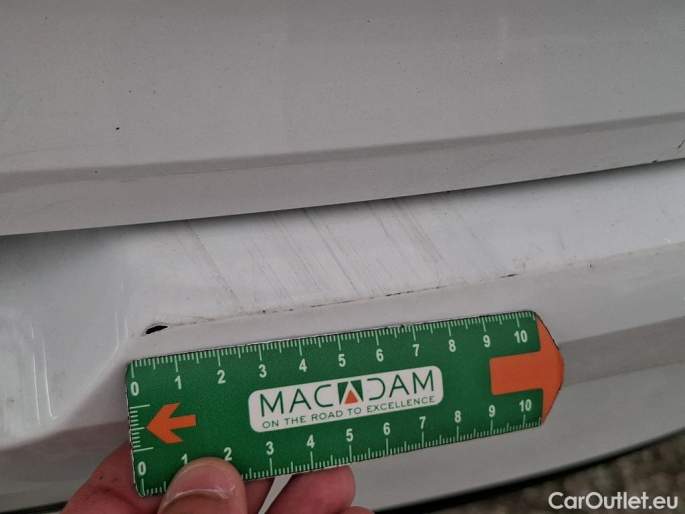 0 1 2 3 4 5 6 7 8 9 10
MACADAM
ON THE ROAD TO EXCELLENCE
0 1 2 3 4 5 6 7 8 9 10
CarOutlet.eu